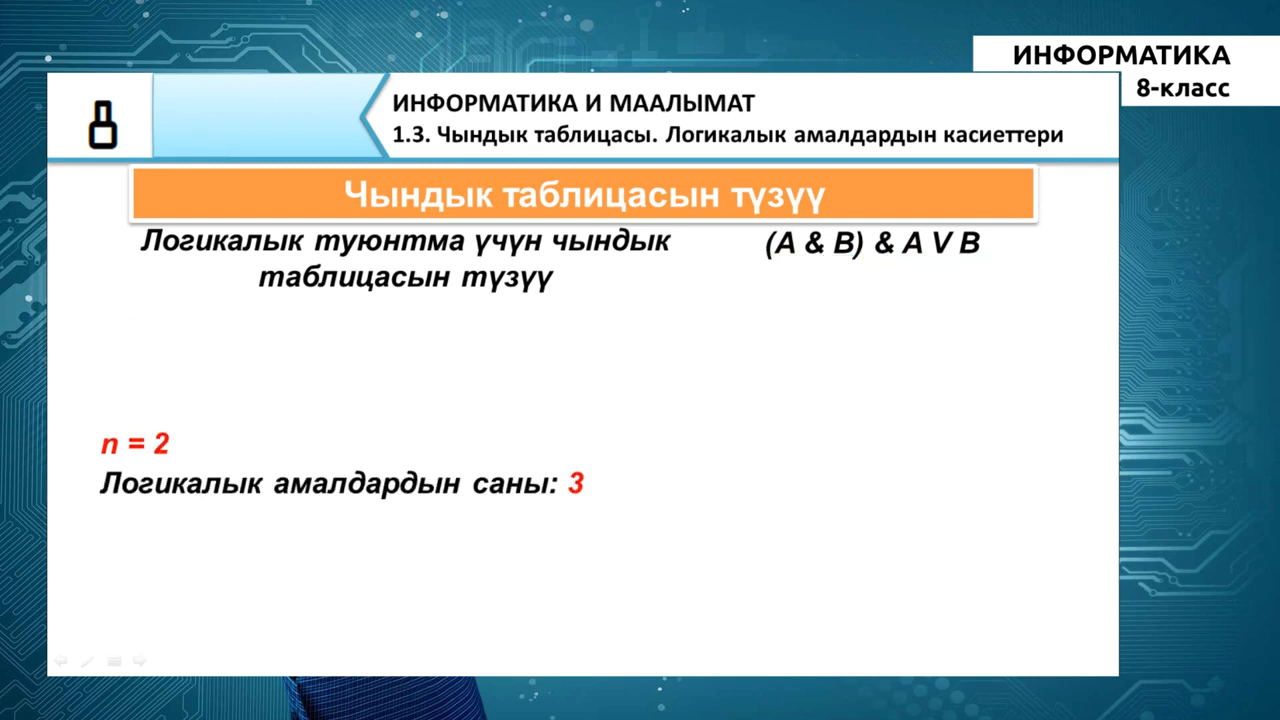 ИНФОРМАТИКА
8-класс
8
ИНФОРМАТИКА И МААЛЫМАТ
1.3. Чындык таблицасы. Логикалык амалдардын касиеттери
Чындык таблицасын түзүү
Логикалык туюнтма үчүн чындык
таблицасын түзүү
(A & B) & A V B
n = 2
Логикалык амалдардын саны: 3